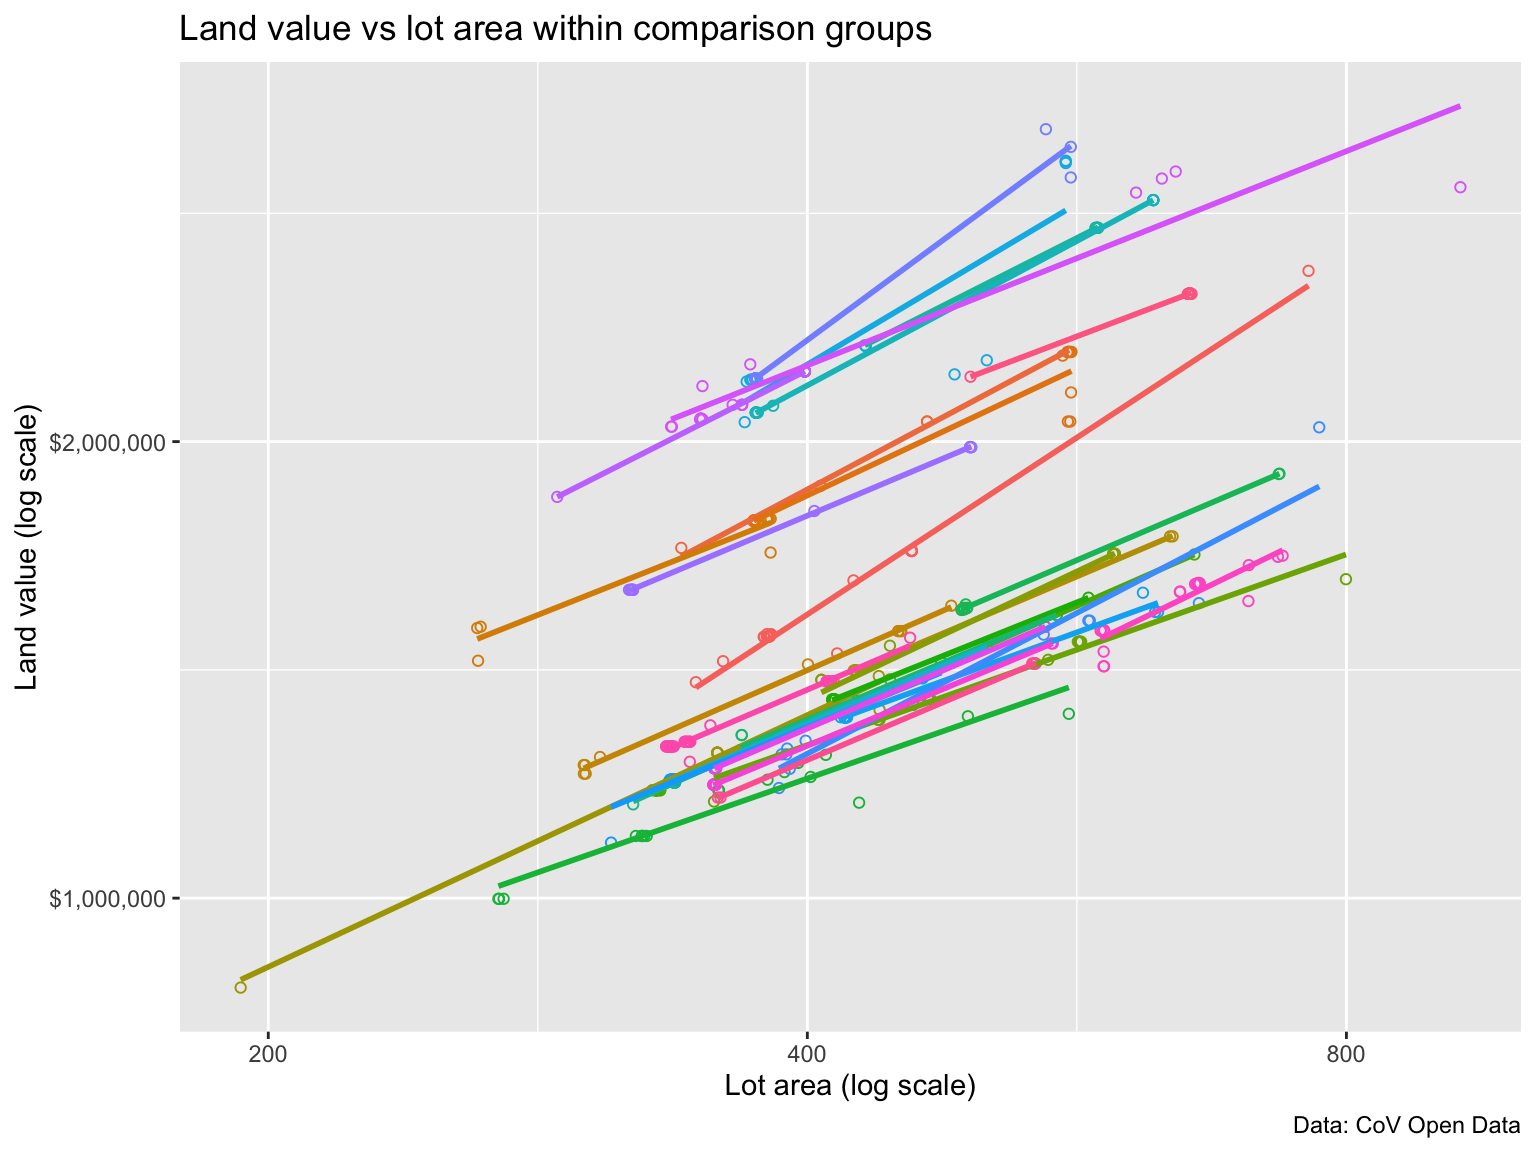 Land value vs lot area within comparison groups
Land value (log scale)
$2,000,000
$1,000,000
200
400
800
Lot area (log scale)
Data: CoV Open Data